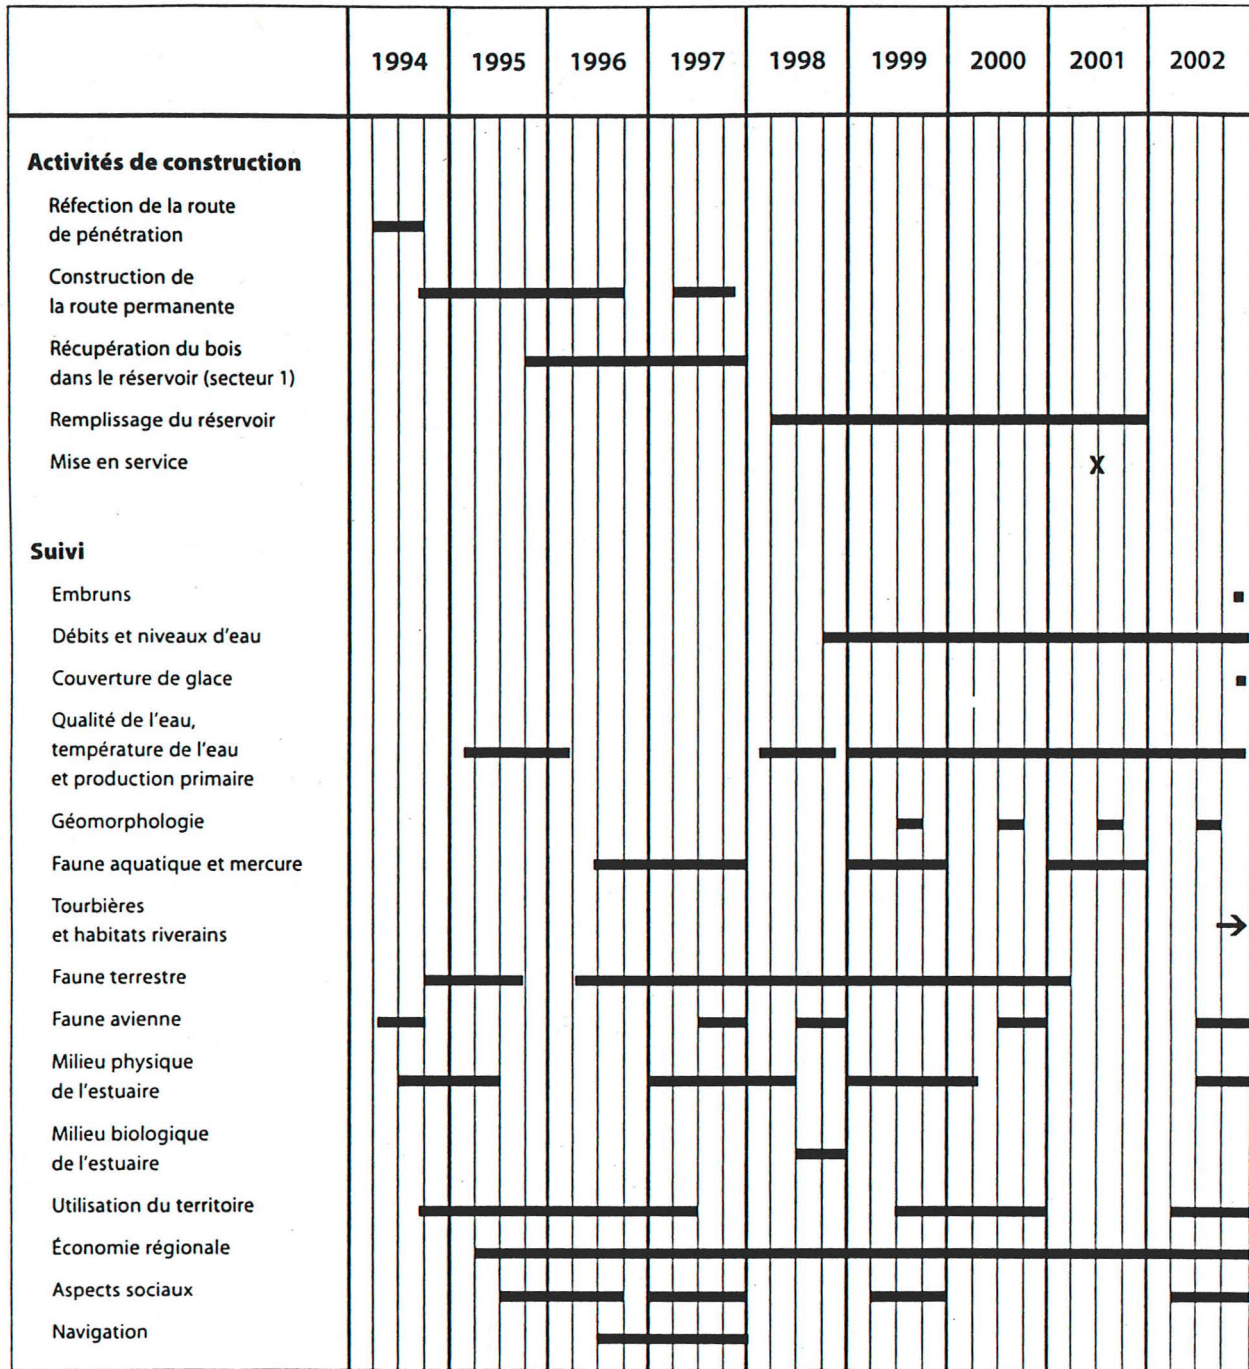 1994 1995 1996 1997 1998 1999 2000 2001 2002
Activités de construction
Réfection de la route
de pénétration
Construction de
la route permanente
Récupération du bois
dans le réservoir (secteur 1)
Remplissage du réservoir
Mise en service
X
Suivi
Embruns
Débits et niveaux d'eau
Couverture de glace
Qualité de l'eau,
température de l'eau
et production primaire
Géomorphologie
Faune aquatique et mercure
Tourbières
et habitats riverains
Faune terrestre
Faune avienne
Milieu physique
de l'estuaire
Milieu biologique
de l'estuaire
Utilisation du territoire
Économie régionale
Aspects sociaux
Navigation